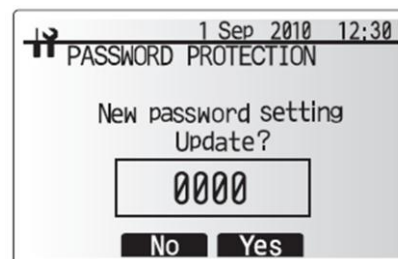 1 Sep 2010 12:30
PASSWORD PROTECTION
New password setting
Update?
0000
No Yes